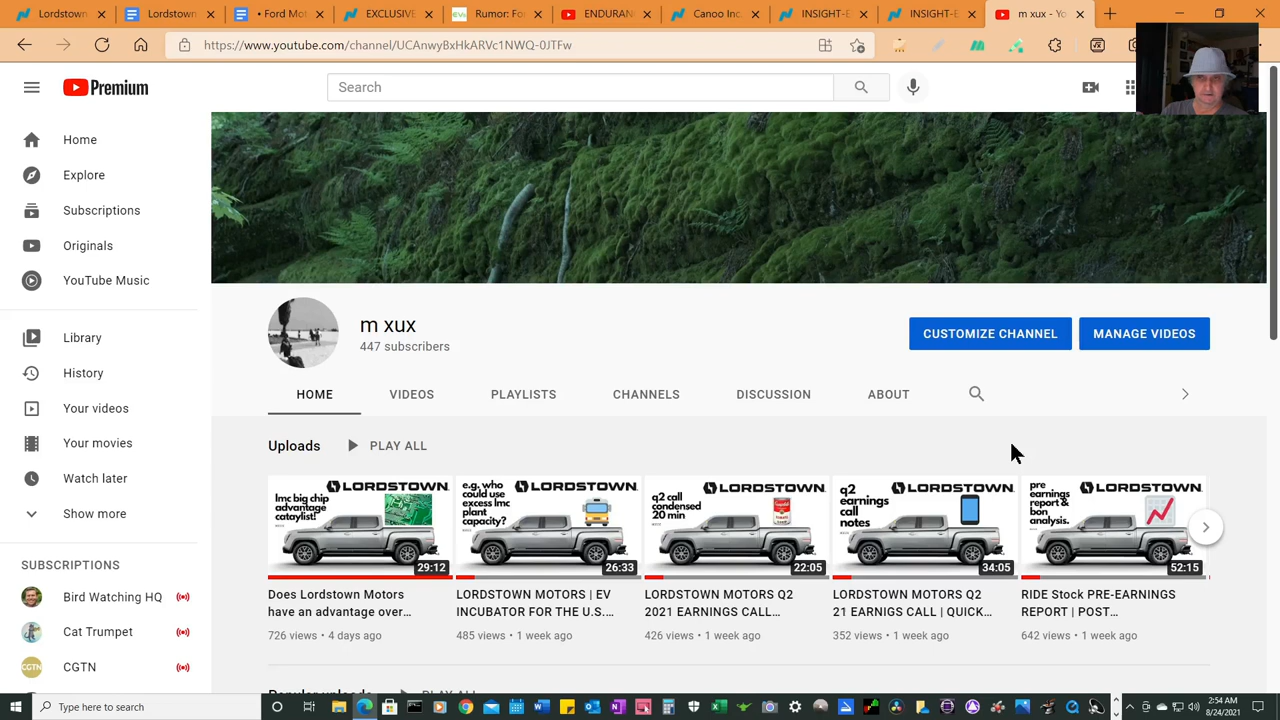 Lordstown
Lordstown
Ford -
EXCLUSIVE
Rumor: For
ENDURAN
Lordstown
Canoo Inc
INSIGHT-E
INSIGHT-E
m xux - Yo
https://www.youtube.com/channel/UCAnwyBxHkARVc1NWQ-0JTFw
Premium
Search
Home
Explore
Subscriptions
Originals
YouTube Music
Library
History
Your videos
Your movies
Watch later
Show more
SUBSCRIPTIONS
Bird Watching HQ
Cat Trumpet
CGTN
CGTN
m xux
447 subscribers
CUSTOMIZE CHANNEL
MANAGE VIDEOS
HOME
VIDEOS
PLAYLISTS
CHANNELS
DISCUSSION
ABOUT
Uploads
PLAY ALL
LORDSTOWN
lmc big chip
advantage
cataylist!
29:12
Does Lordstown Motors
have an advantage over...
726 views • 4 days ago
LORDSTOWN
e.g. who
could use
excess lmc
plant
capacity?
26:33
LORDSTOWN MOTORS | EV
INCUBATOR FOR THE U.S....
485 views • 1 week ago
LORDSTOWN
q2 call
condensed
20 min
22:05
LORDSTOWN MOTORS Q2
2021 EARNINGS CALL...
426 views • 1 week ago
LORDSTOWN
q2
earnings
call
notes
34:05
LORDSTOWN MOTORS Q2
21 EARNIGS CALL | QUICK...
352 views • 1 week ago
LORDSTOWN
pre
earnings
report &
bon
analysis.
52:15
RIDE Stock PRE-EARNINGS
REPORT | POST...
642 views • 1 week ago
Popular uploads
PLAY ALL
Type here to search
2:54 AM
8/24/2021